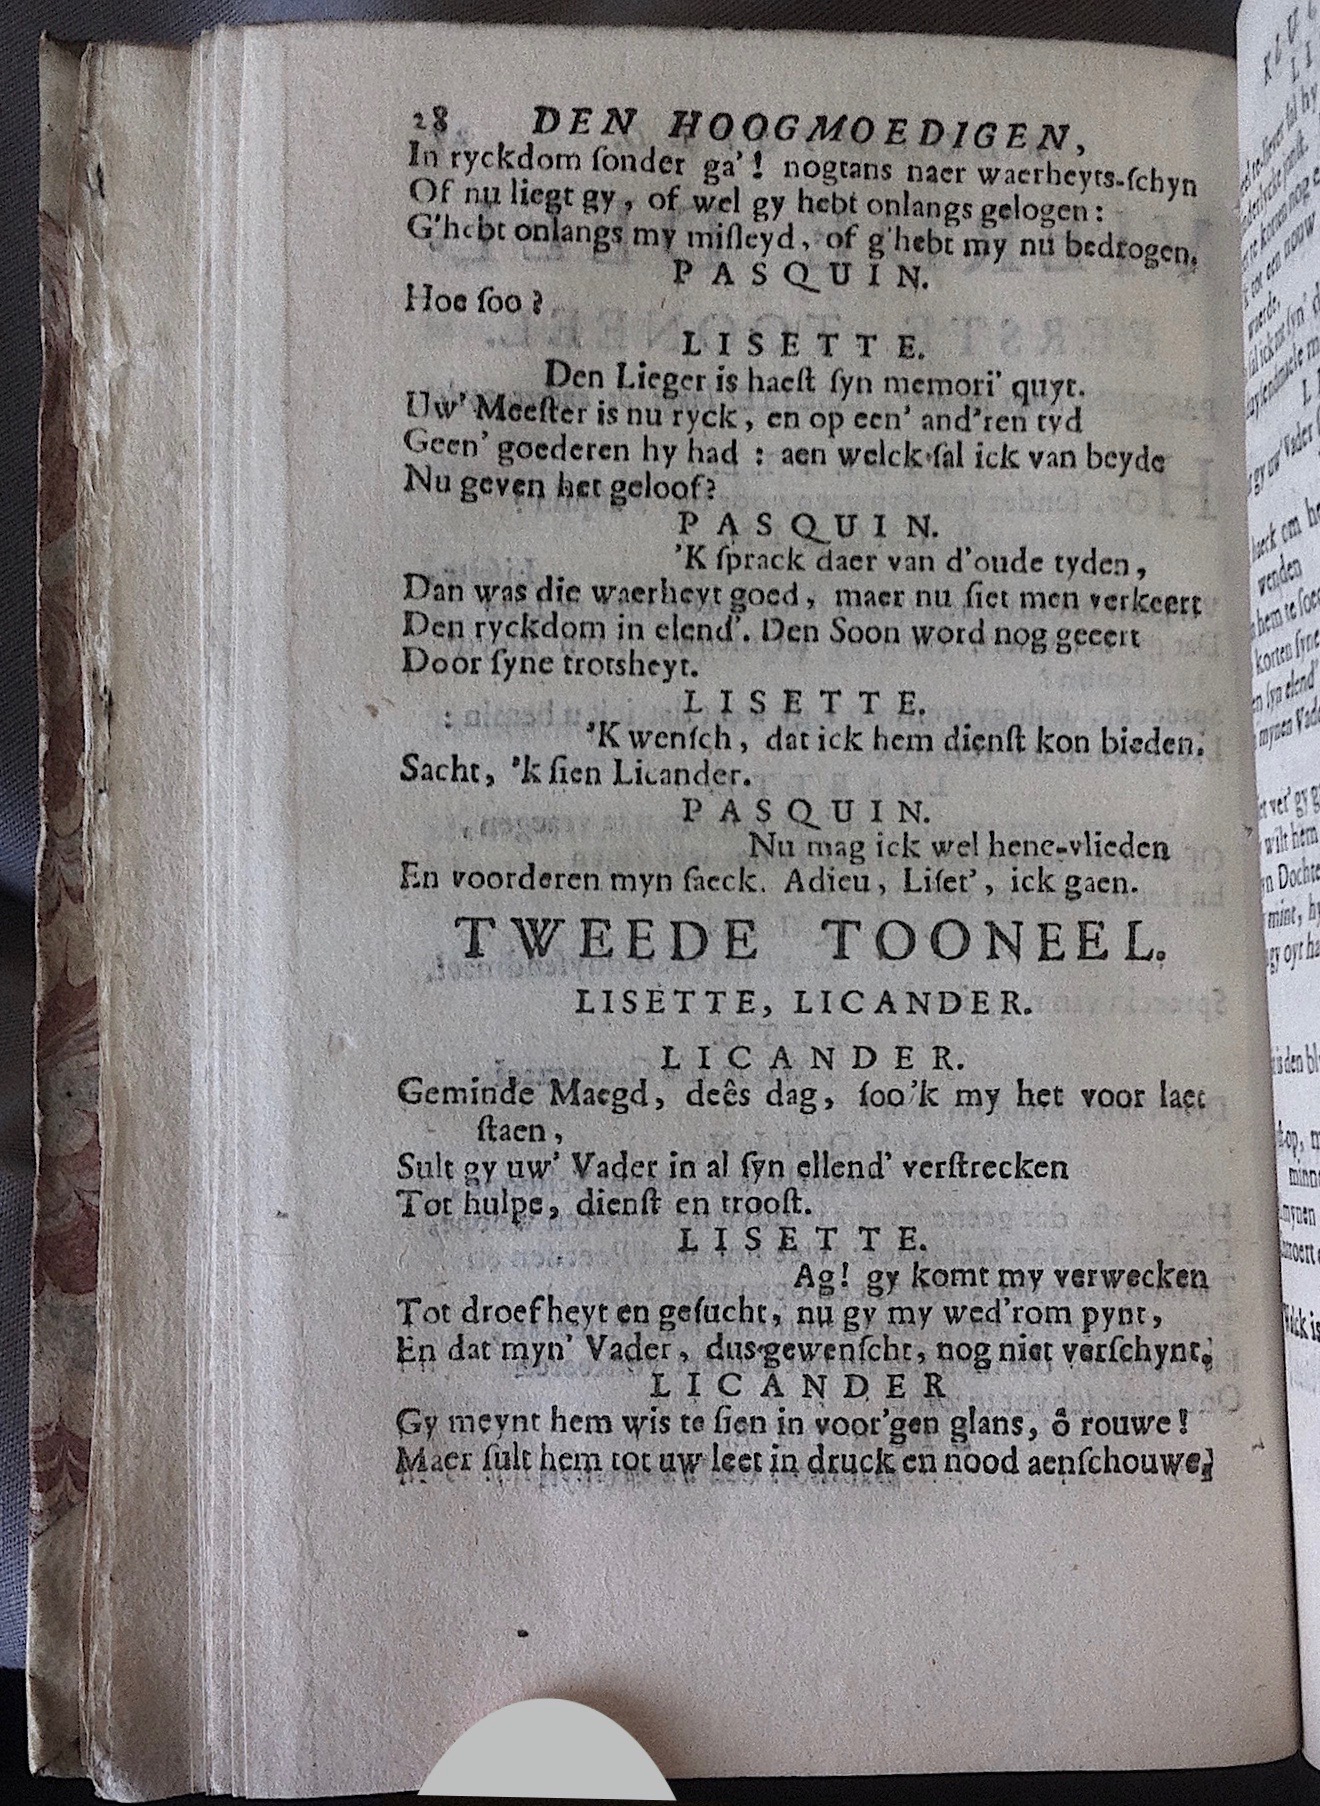 28 DEN HOOGMOEDIGEN,
In ryckdom ſonder ga'! nogtans naer waerheyts-ſchyn
Of nu liegt gy, of wel gy hebt onlangs gelogen:
G'hebt onlangs my miſleyd, of g'hebt my nu bedrogen.
PASQUIN.
Hoe ſoo?
LISETTE.
Den Lieger is haeſt ſyn memori' quyt.
Uw' Meeſter is nu ryck, en op een' and'ren tyd
Geen' goederen hy had : aen welck ſal ick van beyde
Nu geven het geloof?
PASQUIN.
'K ſprack daer van d'oude tyden,
Dan was die waerheyt goed, maer nu ſiet men verkeert
Den ryckdom in elend'. Den Soon word nog geeert
Door ſyne trotsheyt.
LISETTE.
'K wenſch, dat ick hem dienſt kon bieden.
Sacht, 'k ſien Licander.
PASQUIN.
Nu mag ick wel hene-vlieden
En voorderen myn ſaeck. Adieu, Liſet', ick gaen.
TWEEDE TOONEEL.
LISETTE, LICANDER.
LICANDER.
Geminde Maegd, deês dag, ſoo'k my het voor laet
ſtaen,
Sult gy uw' Vader in al ſyn ellend' verſtrecken
Tot hulpe, dienſt en trooſt.
LISETTE.
Ag! gy komt my verwecken
Tot droefheyt en geſucht, nu gy my wed'rom pynt,
En dat myn' Vader, dus gewenſcht, nog niet verſchynt.
LICANDER
Gy meynt hem wis te ſien in voor'gen glans, ô rouwe!
Maer ſult hem tot uw leet in druck en nood aenſchouwe,